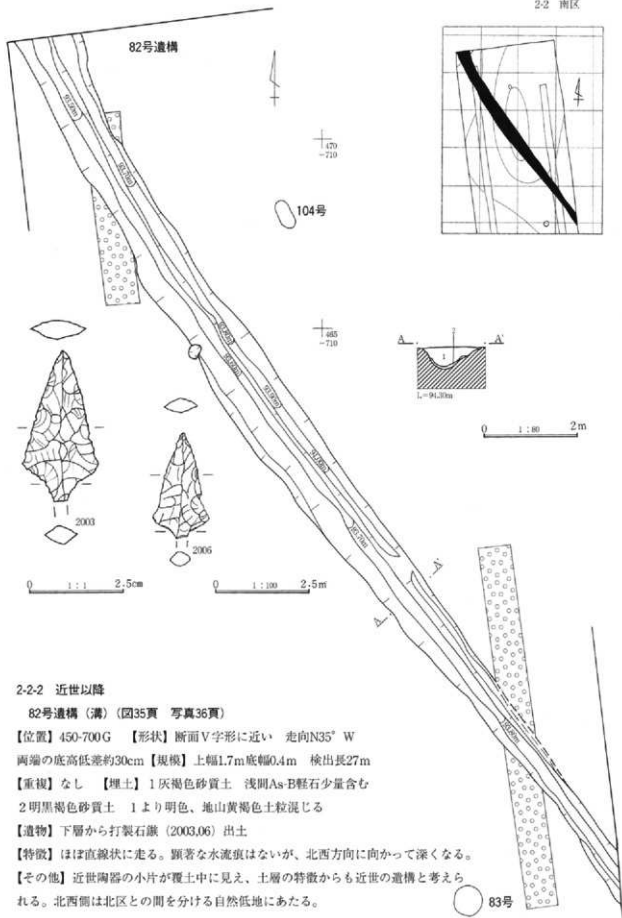 2-2 南区
82号遺構
93.50m
93.70m
470
-710
104号
465
-710
A
A'
2
1
L=94.30m
0 1:80 2m
93.90m
93.70m
2003
2006
0 1:1 2.5cm
0 1:100 2.5m
A'
A
2-2-2 近世以降
82号遺構(溝)(図35頁 写真36頁)
【位置】450-700G 【形状】断面V字形に近い 走向N35°W
両端の底高低差約30cm【規模】上幅1.7m底幅0.4m 検出長27m
【重複】なし 【埋土】1灰褐色砂質土 浅間As-B軽石少量含む
2明黒褐色砂質土 1より明色、地山黄褐色土粒混じる
【遺物】下層から打製石鏃(2003,06)出土
【特徴】ほぼ直線状に走る。顕著な水流痕はないが、北西方向に向かって深くなる。
【その他】近世陶器の小片が覆土中に見え、土層の特徴からも近世の遺構と考えら
れる。北西側は北区との間を分ける自然低地にあたる。
83号